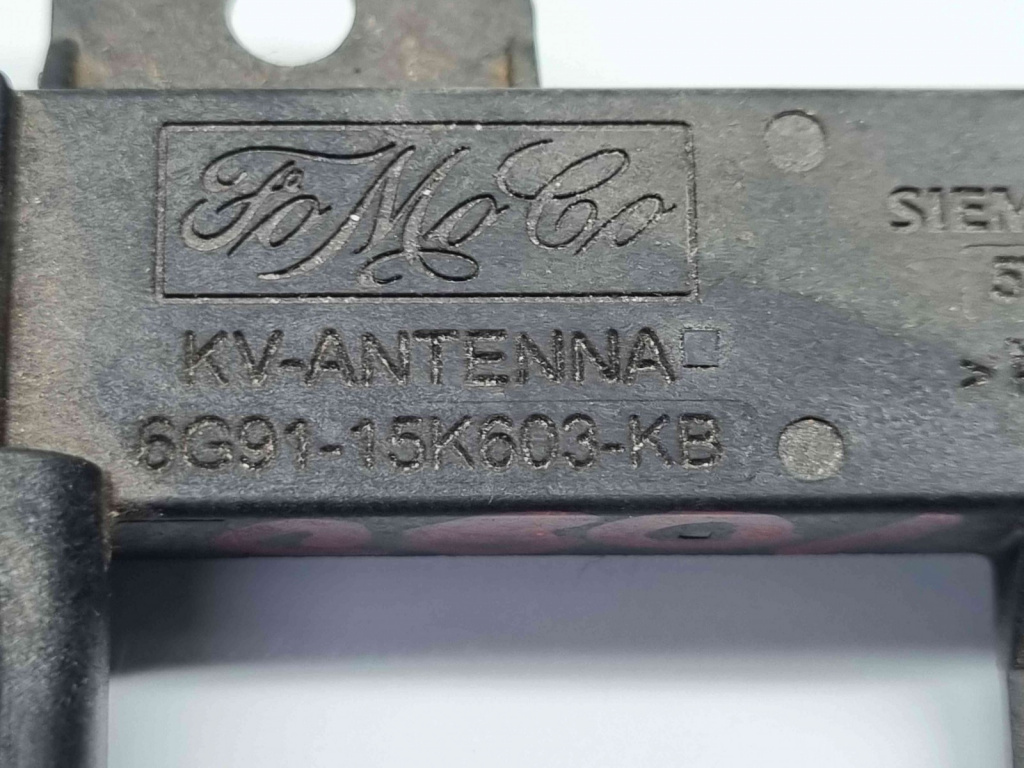 FoMoCo
KV-ANTENNA
6G91-15K603-KB